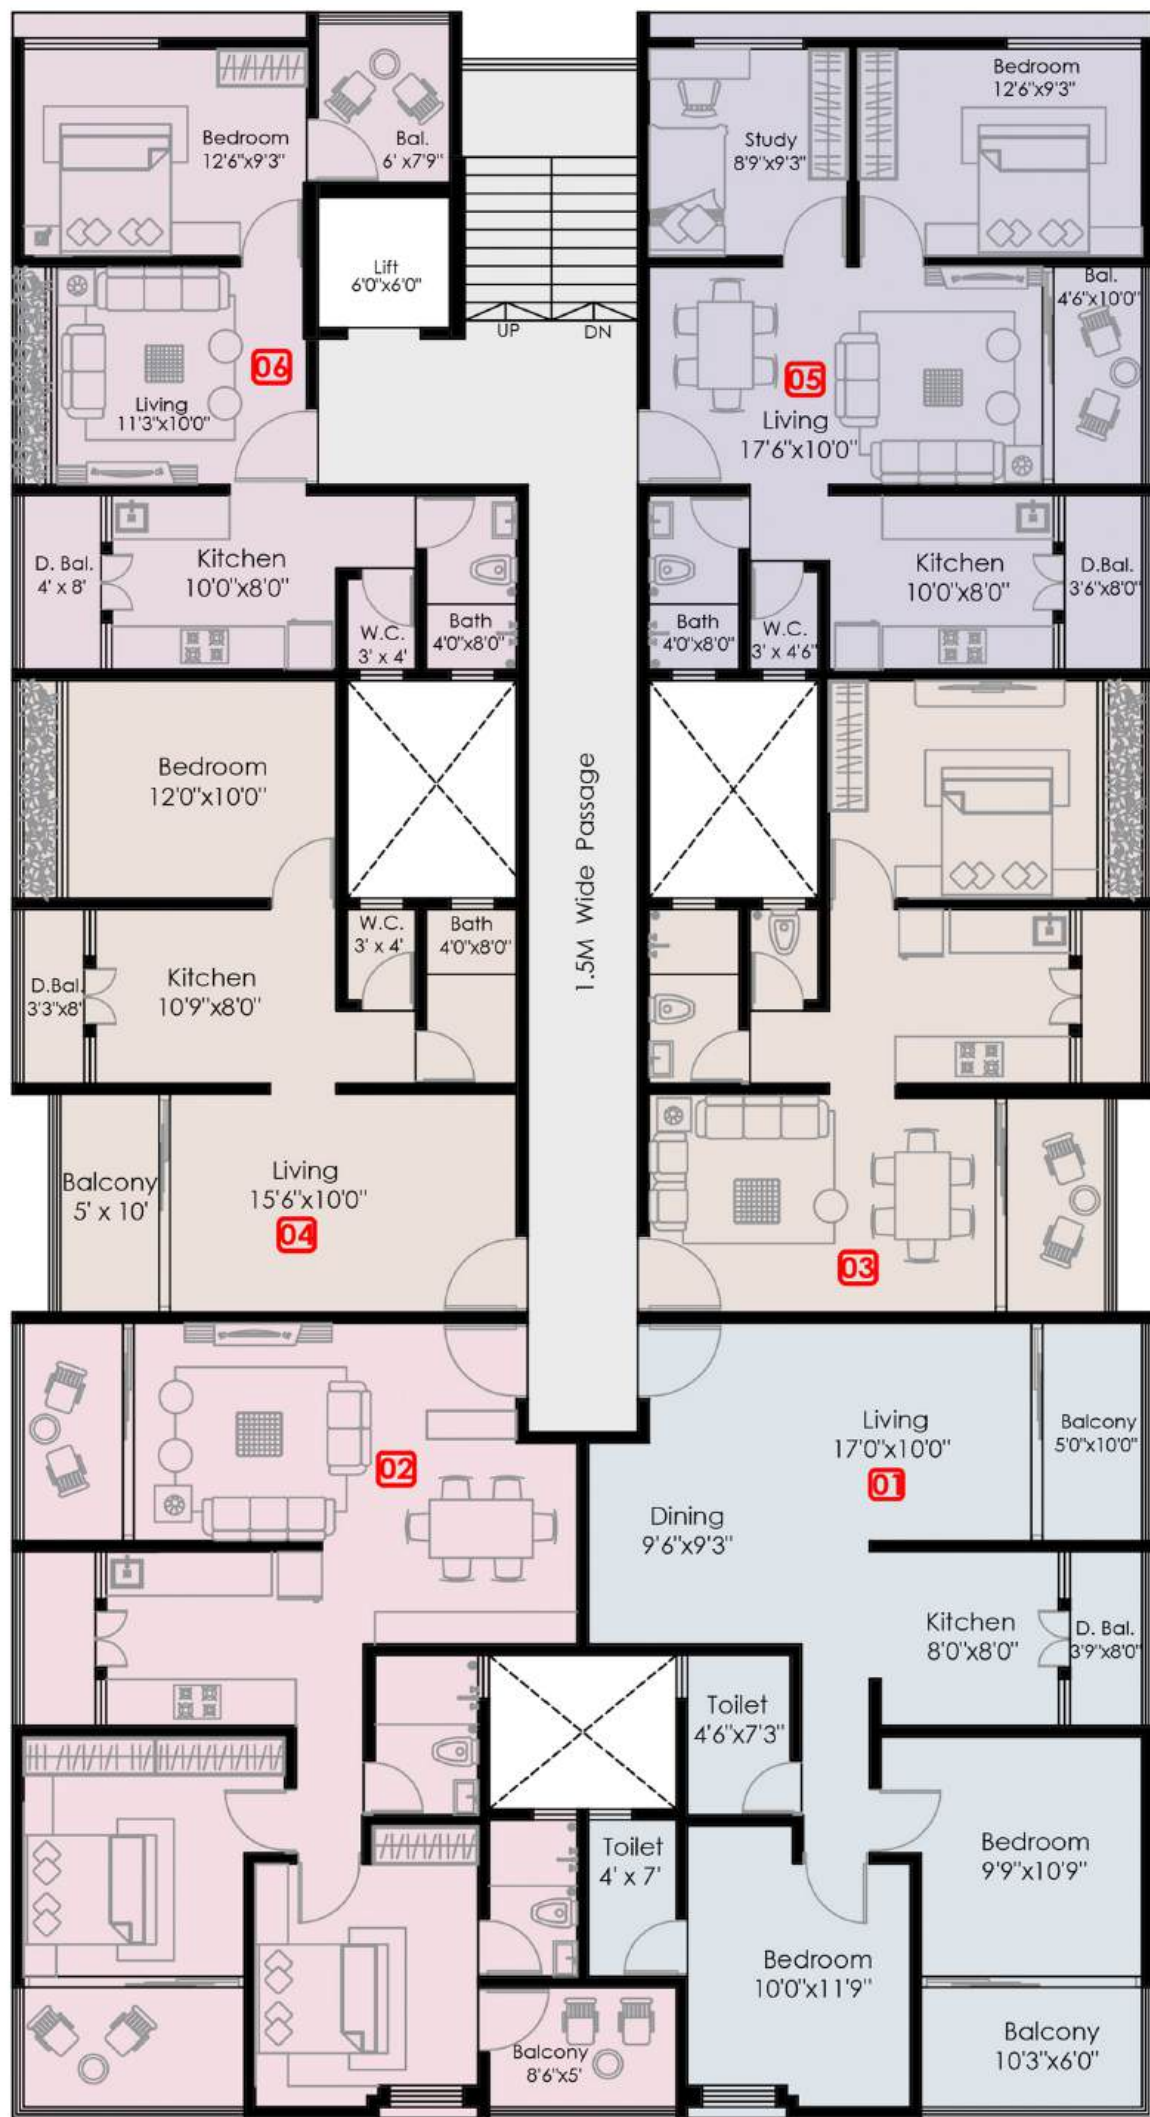 Bedroom
12'6"x9'3"
Bal.
6' x7'9"
Study
8'9"x9'3"
Bedroom
12'6"x9'3"
Lift
6'0"x6'0"
UP
DN
Bal.
4'6"x10'0"
06
Living
11'3"x10'0"
05
Living
17'6"x10'0"
D. Bal.
4' x 8'
Kitchen
10'0"x8'0"
W.C.
3' x 4'
Bath
4'0"x8'0"
Bath
4'0"x8'0"
W.C.
3' x 4'6"
Kitchen
10'0"x8'0"
D.Bal.
3'6"x8'0"
Bedroom
12'0"x10'0"
1.5M Wide Passage
D.Bal.
3'3"x8'
Kitchen
10'9"x8'0"
W.C.
3' x 4'
Bath
4'0"x8'0"
Balcony
5' x 10'
Living
15'6"x10'0"
04
03
02
Living
17'0"x10'0"
01
Balcony
5'0"x10'0"
Dining
9'6"x9'3"
Kitchen
8'0"x8'0"
D. Bal.
3'9"x8'0"
Toilet
4'6"x7'3"
Toilet
4' x 7'
Bedroom
9'9"x10'9"
Bedroom
10'0"x11'9"
Balcony
8'6"x5'
Balcony
10'3"x6'0"